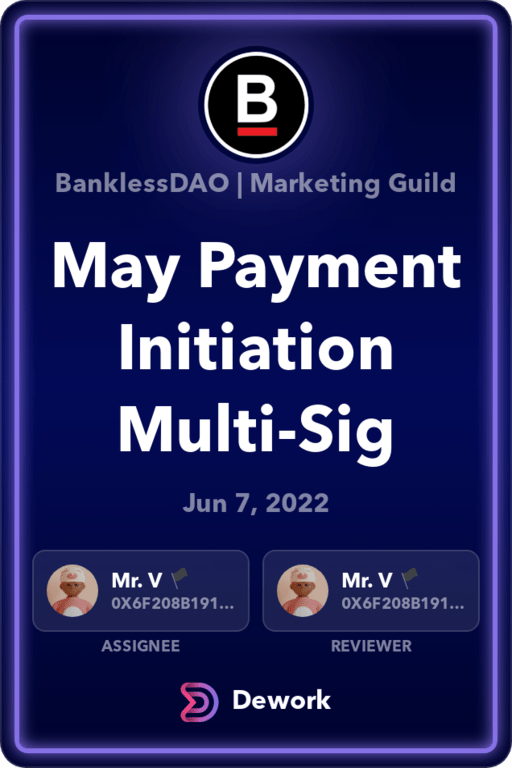 B
BanklessDAO | Marketing Guild
May Payment
Initiation
Multi-Sig
Jun 7, 2022
Mr. V 🏴
0X6F208B191...
ASSIGNEE
Mr. V 🏴
0X6F208B191...
REVIEWER
Dework